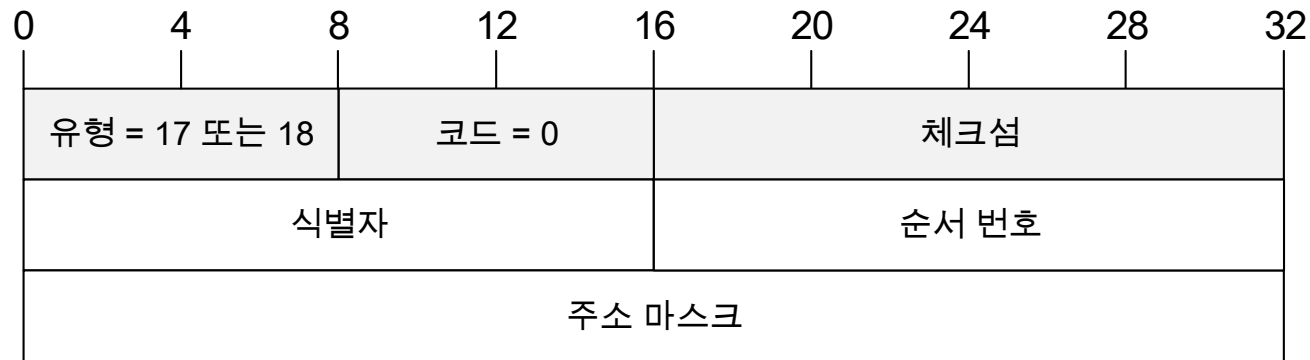 0 4 8 12 16 20 24 28 32
유형 = 17 또는 18 코드 = 0 체크섬
식별자 순서 번호
주소 마스크